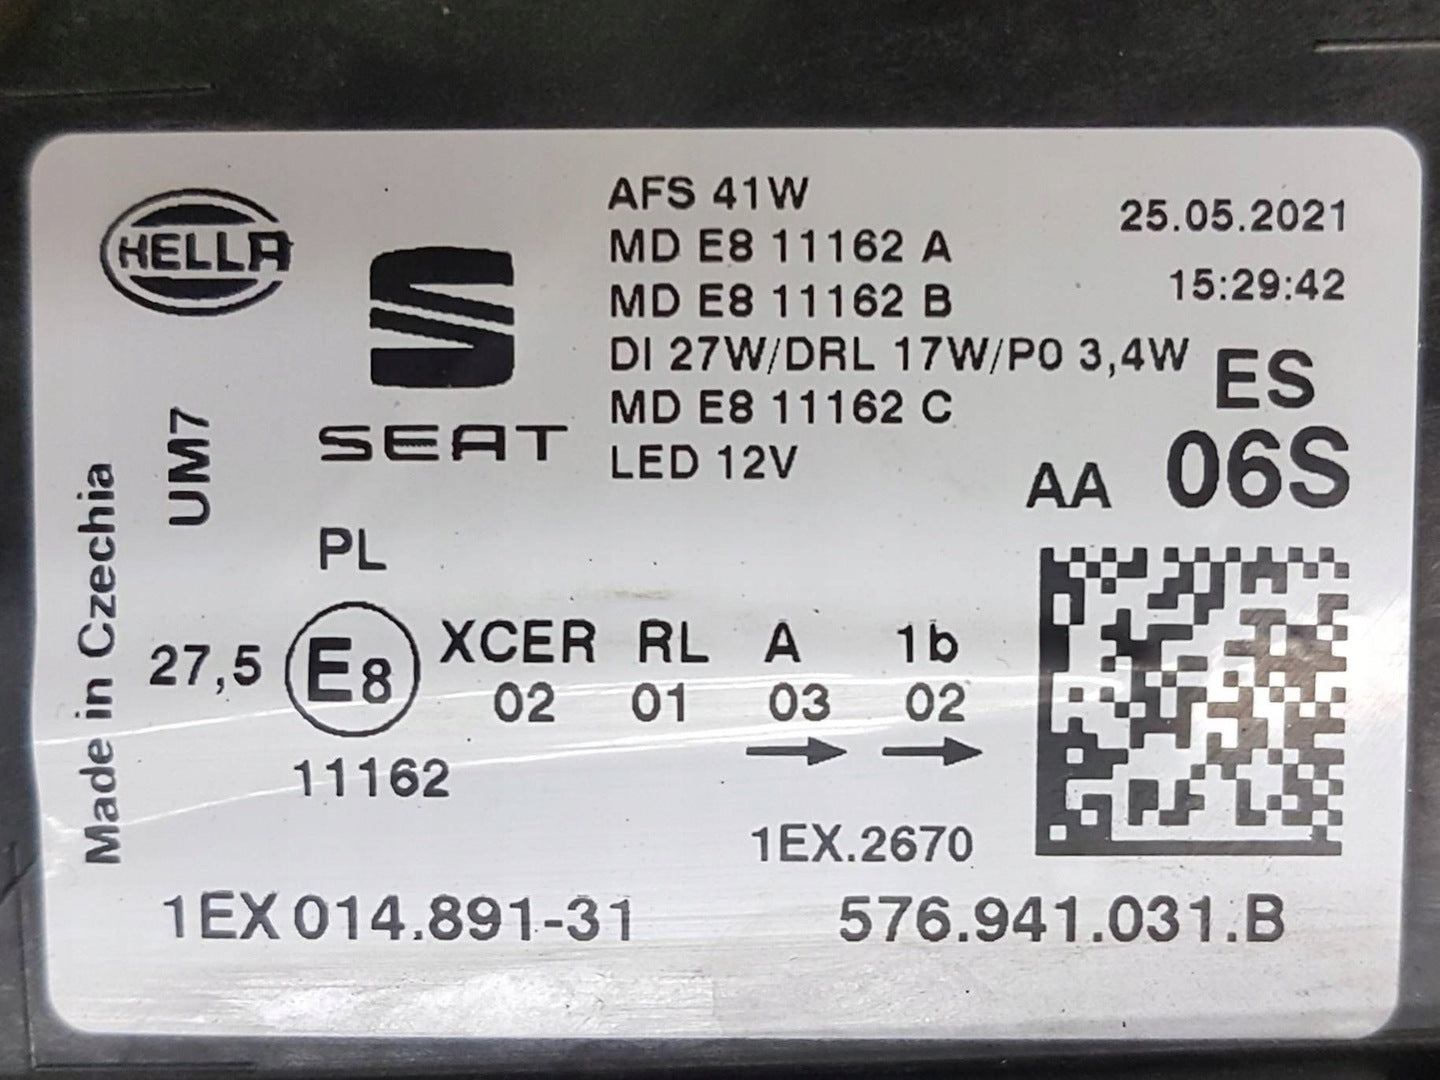 HELLA
SEAT
AFS 41W
MD E8 11162 A
MD E8 11162 B
DI 27W/DRL 17W/PO 3,4W
MD E8 11162 C
LED 12V
25.05.2021
15:29:42
ES
AA 06S
UM7
Made in Czechia
PL
27,5 E8 XCER RL A 1b
02 01 03 02
11162
1EX.2670
1EX 014.891-31
576.941.031.B